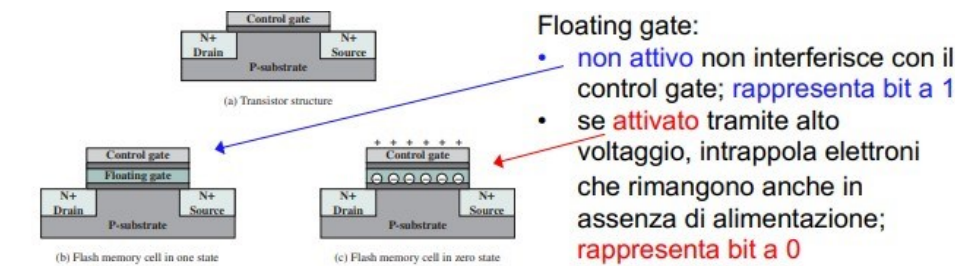 Control gate
N+
Drain
N+
Source
P-substrate
(a) Transistor structure
Control gate
Floating gate
N+
Drain
N+
Source
P-substrate
(b) Flash memory cell in one state
+ + + + + +
Control gate
− − − − − −
N+
Drain
N+
Source
P-substrate
(c) Flash memory cell in zero state
Floating gate:
• non attivo non interferisce con il
control gate; rappresenta bit a 1
• se attivato tramite alto
voltaggio, intrappola elettroni
che rimangono anche in
assenza di alimentazione;
rappresenta bit a 0